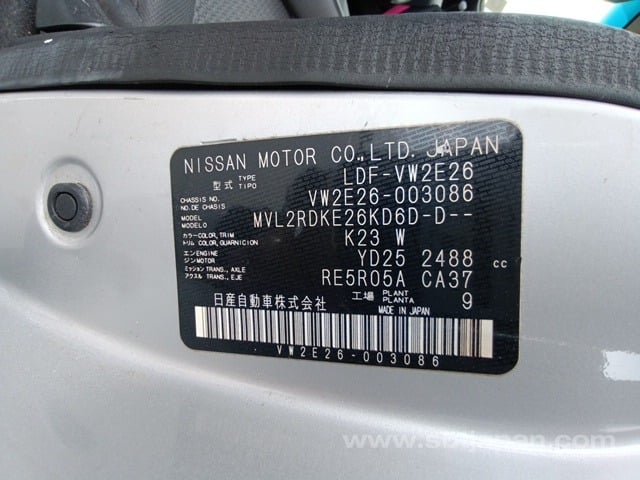 NISSAN MOTOR CO.,LTD. JAPAN
型式 TYPE TIPO LDF-VW2E26
CHASSIS NO. NO.DE CHASSIS VW2E26-003086
MODEL MODELO MVL2RDKE26KD6D-D--
カラー COLOR, TRIM トリム COLOR, GUARNICION K23 W
エンジン ENGINE MOTOR YD25 2488 cc
ミッション TRANS., AXLE アクスル TRANS., EJE RE5R05A CA37
日産自動車株式会社 工場 PLANT PLANTA 9
MADE IN JAPAN
VW2E26-003086
www.sbtjapan.com